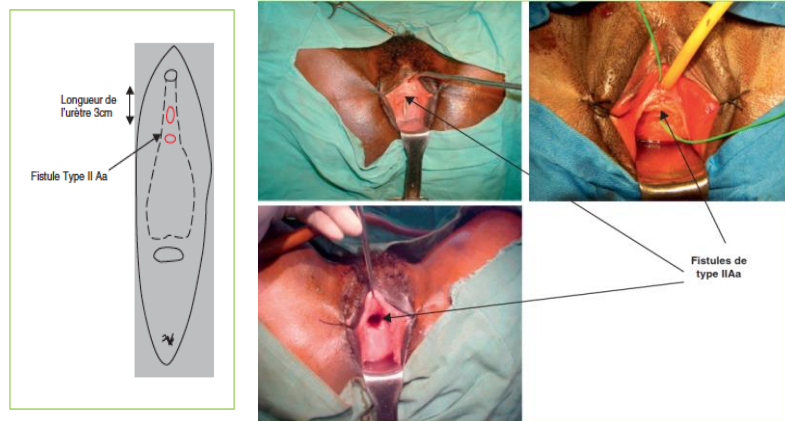 Longueur de
l'urètre 3cm
Fistule Type II Aa
Fistules de
type IIAa